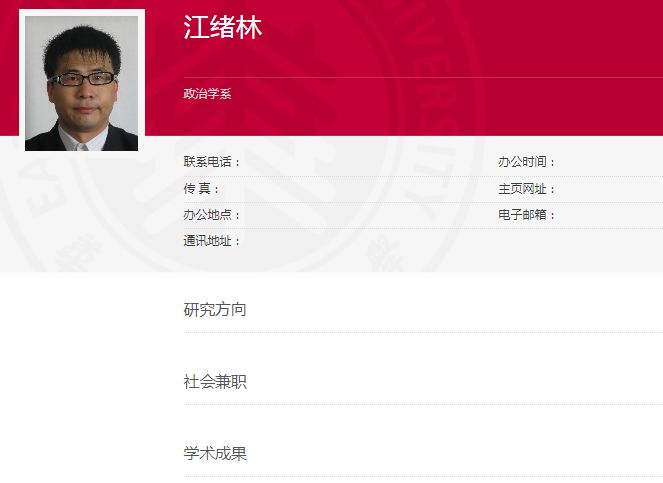 江绪林
政治学系
联系电话：
办公时间：
传 真：
主页网址：
办公地点：
电子邮箱：
通讯地址：
研究方向
社会兼职
学术成果